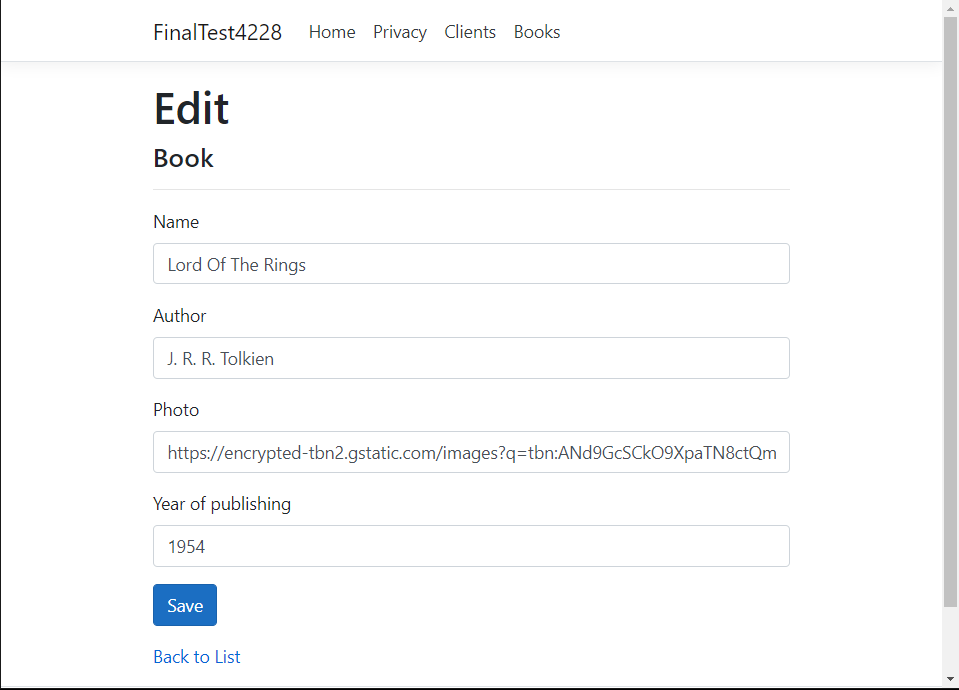 FinalTest4228 Home Privacy Clients Books
Edit
Book
Name
Lord Of The Rings
Author
J. R. R. Tolkien
Photo
https://encrypted-tbn2.gstatic.com/images?q=tbn:ANd9GcSCkO9XpaTN8ctQm
Year of publishing
1954
Save
Back to List